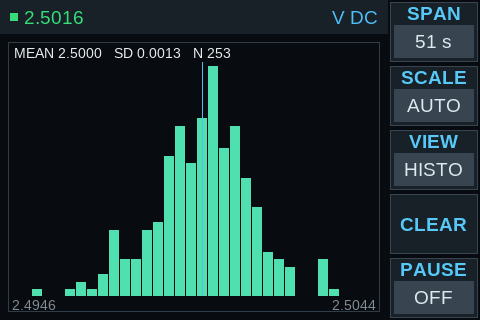 2.5016 V DC
MEAN 2.5000 SD 0.0013 N 253
2.4946 2.5044
SPAN
51 s
SCALE
AUTO
VIEW
HISTO
CLEAR
PAUSE
OFF